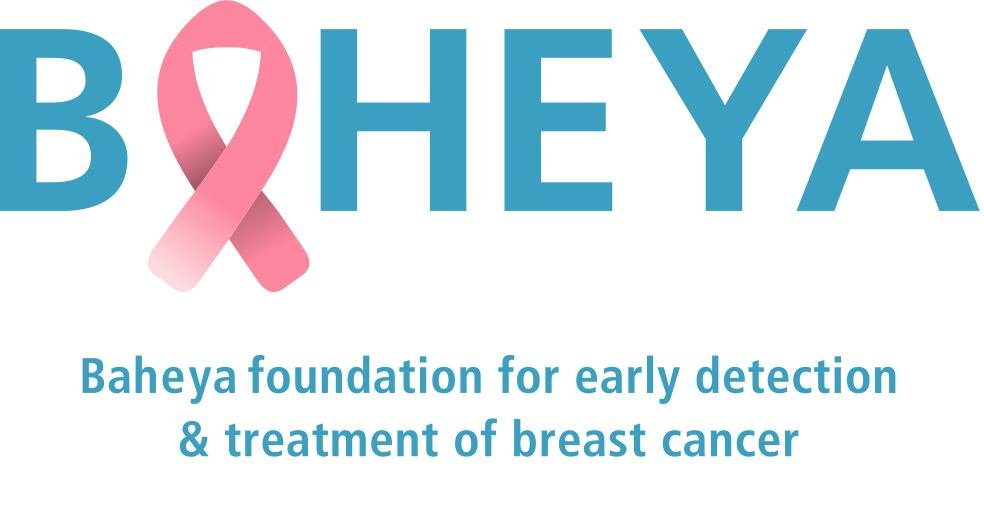 BAHEYA
Baheya foundation for early detection
& treatment of breast cancer